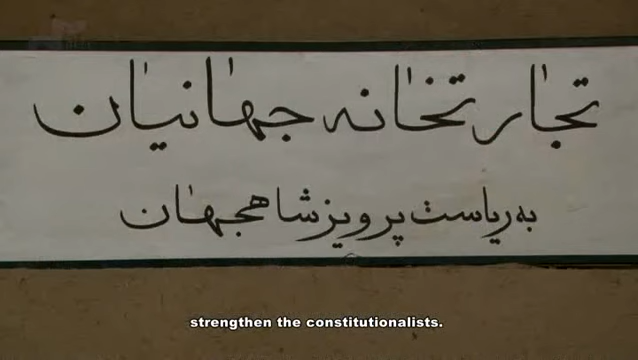 تجارتخانه جهانیان
به ریاست پرویز شاهجهان
strengthen the constitutionalists.